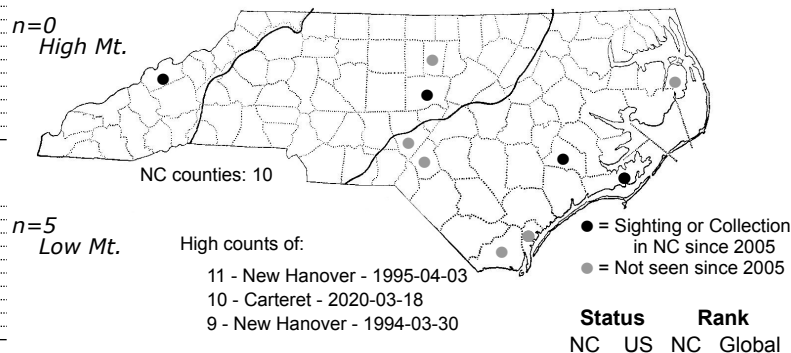 n=0
High Mt.
NC counties: 10
n=5
Low Mt.
High counts of:
11 - New Hanover - 1995-04-03
10 - Carteret - 2020-03-18
9 - New Hanover - 1994-03-30
● = Sighting or Collection
in NC since 2005
● = Not seen since 2005
Status Rank
NC US NC Global